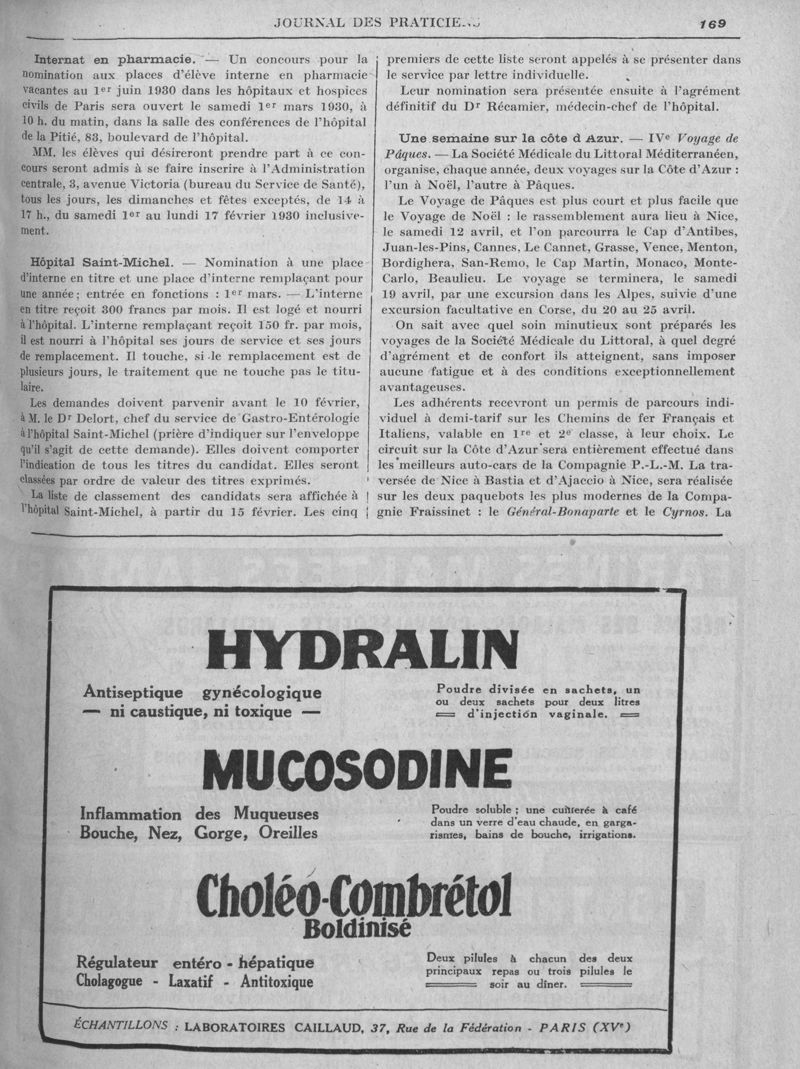 JOURNAL DES PRATICIE
169
Internat en pharmacie. — Un concours pour la
nomination aux places d'élève interne en pharmacie
vacantes au 1er juin 1930 dans les hôpitaux et hospices
civils de Paris sera ouvert le samedi 1er mars 1930, à
10 h. du matin, dans la salle des conférences de l'hôpital
de la Pitié, 83, boulevard de l'hôpital.
MM. les élèves qui désireront prendre part à ce con-
cours seront admis à se faire inscrire à l'Administration
centrale, 3, avenue Victoria (bureau du Service de Santé),
tous les jours, les dimanches et fêtes exceptés, de 14 à
17 h., du samedi 1er au lundi 17 février 1930 inclusive-
ment.
Hôpital Saint-Michel. — Nomination à une place
d'interne en titre et une place d'interne remplaçant pour
une année ; entrée en fonctions : 1er mars. — L'interne
en titre reçoit 300 francs par mois. Il est logé et nourri
à l'hôpital. L'interne remplaçant reçoit 150 fr. par mois,
il est nourri à l'hôpital ses jours de service et ses jours
de remplacement. Il touche, si le remplacement est de
plusieurs jours, le traitement que ne touche pas le titu-
laire.
Les demandes doivent parvenir avant le 10 février,
à M. le Dr Delort, chef du service de Gastro-Entérologie
à l'hôpital Saint-Michel (prière d'indiquer sur l'enveloppe
qu'il s'agit de cette demande). Elles doivent comporter
l'indication de tous les titres du candidat. Elles seront
classées par ordre de valeur des titres exprimés.
La liste de classement des candidats sera affichée à
l'hôpital Saint-Michel, à partir du 15 février. Les cinq
premiers de cette liste seront appelés à se présenter dans
le service par lettre individuelle.
Leur nomination sera présentée ensuite à l'agrément
définitif du Dr Récamier, médecin-chef de l'hôpital.
Une semaine sur la côte d Azur. — IVe Voyage de
Pâques. — La Société Médicale du Littoral Méditerranéen,
organise, chaque année, deux voyages sur la Côte d'Azur :
l'un à Noël, l'autre à Pâques.
Le Voyage de Pâques est plus court et plus facile que
le Voyage de Noël : le rassemblement aura lieu à Nice,
le samedi 12 avril, et l'on parcourra le Cap d'Antibes,
Juan-les-Pins, Cannes, Le Cannet, Grasse, Vence, Menton,
Bordighera, San-Remo, le Cap Martin, Monaco, Monte-
Carlo, Beaulieu. Le voyage se terminera, le samedi
19 avril, par une excursion dans les Alpes, suivie d'une
excursion facultative en Corse, du 20 au 25 avril.
On sait avec quel soin minutieux sont préparés les
voyages de la Société Médicale du Littoral, à quel degré
d'agrément et de confort ils atteignent, sans imposer
aucune fatigue et à des conditions exceptionnellement
avantageuses.
Les adhérents recevront un permis de parcours indi-
viduel à demi-tarif sur les Chemins de fer Français et
Italiens, valable en 1re et 2e classe, à leur choix. Le
circuit sur la Côte d'Azur sera entièrement effectué dans
les meilleurs auto-cars de la Compagnie P.-L.-M. La tra-
versée de Nice à Bastia et d'Ajaccio à Nice, sera réalisée
sur les deux paquebots les plus modernes de la Compa-
gnie Fraissinet : le Général-Bonaparte et le Cyrnos. La
HYDRALIN
Antiseptique gynécologique
— ni caustique, ni toxique —
Poudre divisée en sachets, un
ou deux sachets pour deux litres
d'injection vaginale.
MUCOSODINE
Inflammation des Muqueuses
Bouche, Nez, Gorge, Oreilles
Poudre soluble : une cuillerée à café
dans un verre d'eau chaude, en garga-
rismes, bains de bouche, irrigations.
Choléo-Combrétol
Boldinisé
Régulateur entéro-hépatique
Cholagogue - Laxatif - Antitoxique
Deux pilules à chacun des deux
principaux repas ou trois pilules le
soir au dîner.
ÉCHANTILLONS : LABORATOIRES CAILLAUD, 37, Rue de la Fédération - PARIS (XVe)